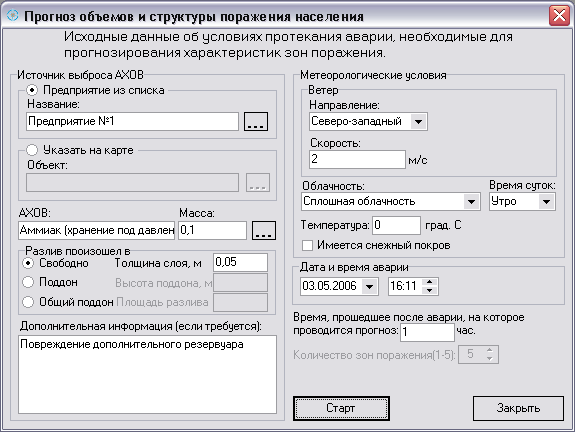 Прогноз объемов и структуры поражения населения
Исходные данные об условиях протекания аварии, необходимые для
прогнозирования характеристик зон поражения.
Источник выброса АХОВ
Предприятие из списка
Название:
Предприятие №1
...
Указать на карте
Объект:
...
АХОВ:
Масса:
Аммиак (хранение под давлен
0,1
...
Разлив произошел в
Свободно
Толщина слоя, м
0,05
Поддон
Высота поддона, м
Общий поддон
Площадь разлива
Дополнительная информация (если требуется):
Повреждение дополнительного резервуара
Метеорологические условия
Ветер
Направление:
Северо-западный
Скорость:
2
м/с
Облачность:
Время суток:
Сплошная облачность
Утро
Температура:
0
град. С
Имеется снежный покров
Дата и время аварии
03.05.2006
16:11
Время, прошедшее после аварии, на которое
проводится прогноз:
1
час.
Количество зон поражения(1-5):
5
Старт
Закрыть